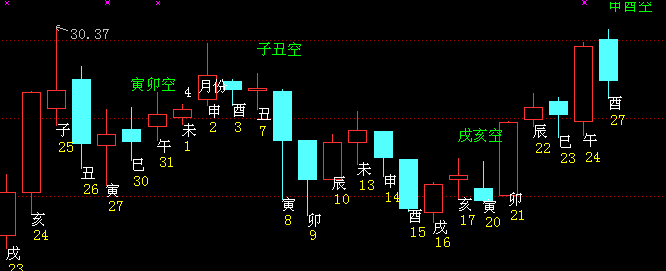 申酉空
30.37
子丑空
寅卯空
4 月份
戌亥空
子
25
丑
26
寅
27
巳
30
午
31
未
1
申
2
酉
3
丑
7
寅
8
卯
9
辰
10
未
13
申
14
酉
15
戌
16
亥
17
寅
20
卯
21
辰
22
巳
23
午
24
酉
27
亥
24
戌
23